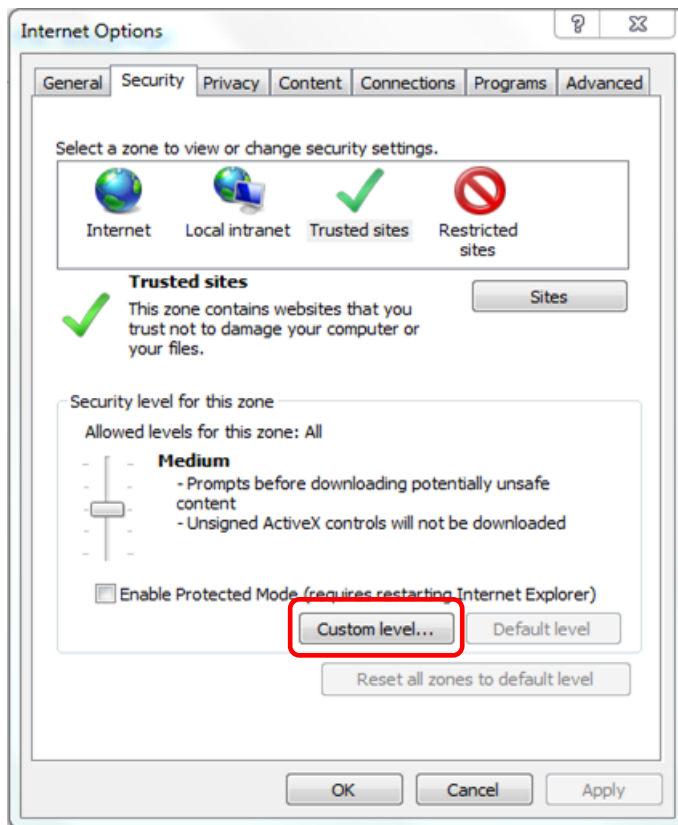 Internet Options
General Security Privacy Content Connections Programs Advanced
Select a zone to view or change security settings.
Internet Local intranet Trusted sites Restricted sites
Trusted sites
Sites
This zone contains websites that you
trust not to damage your computer or
your files.
Security level for this zone
Allowed levels for this zone: All
Medium
- Prompts before downloading potentially unsafe
content
- Unsigned ActiveX controls will not be downloaded
Enable Protected Mode (requires restarting Internet Explorer)
Custom level... Default level
Reset all zones to default level
OK Cancel Apply